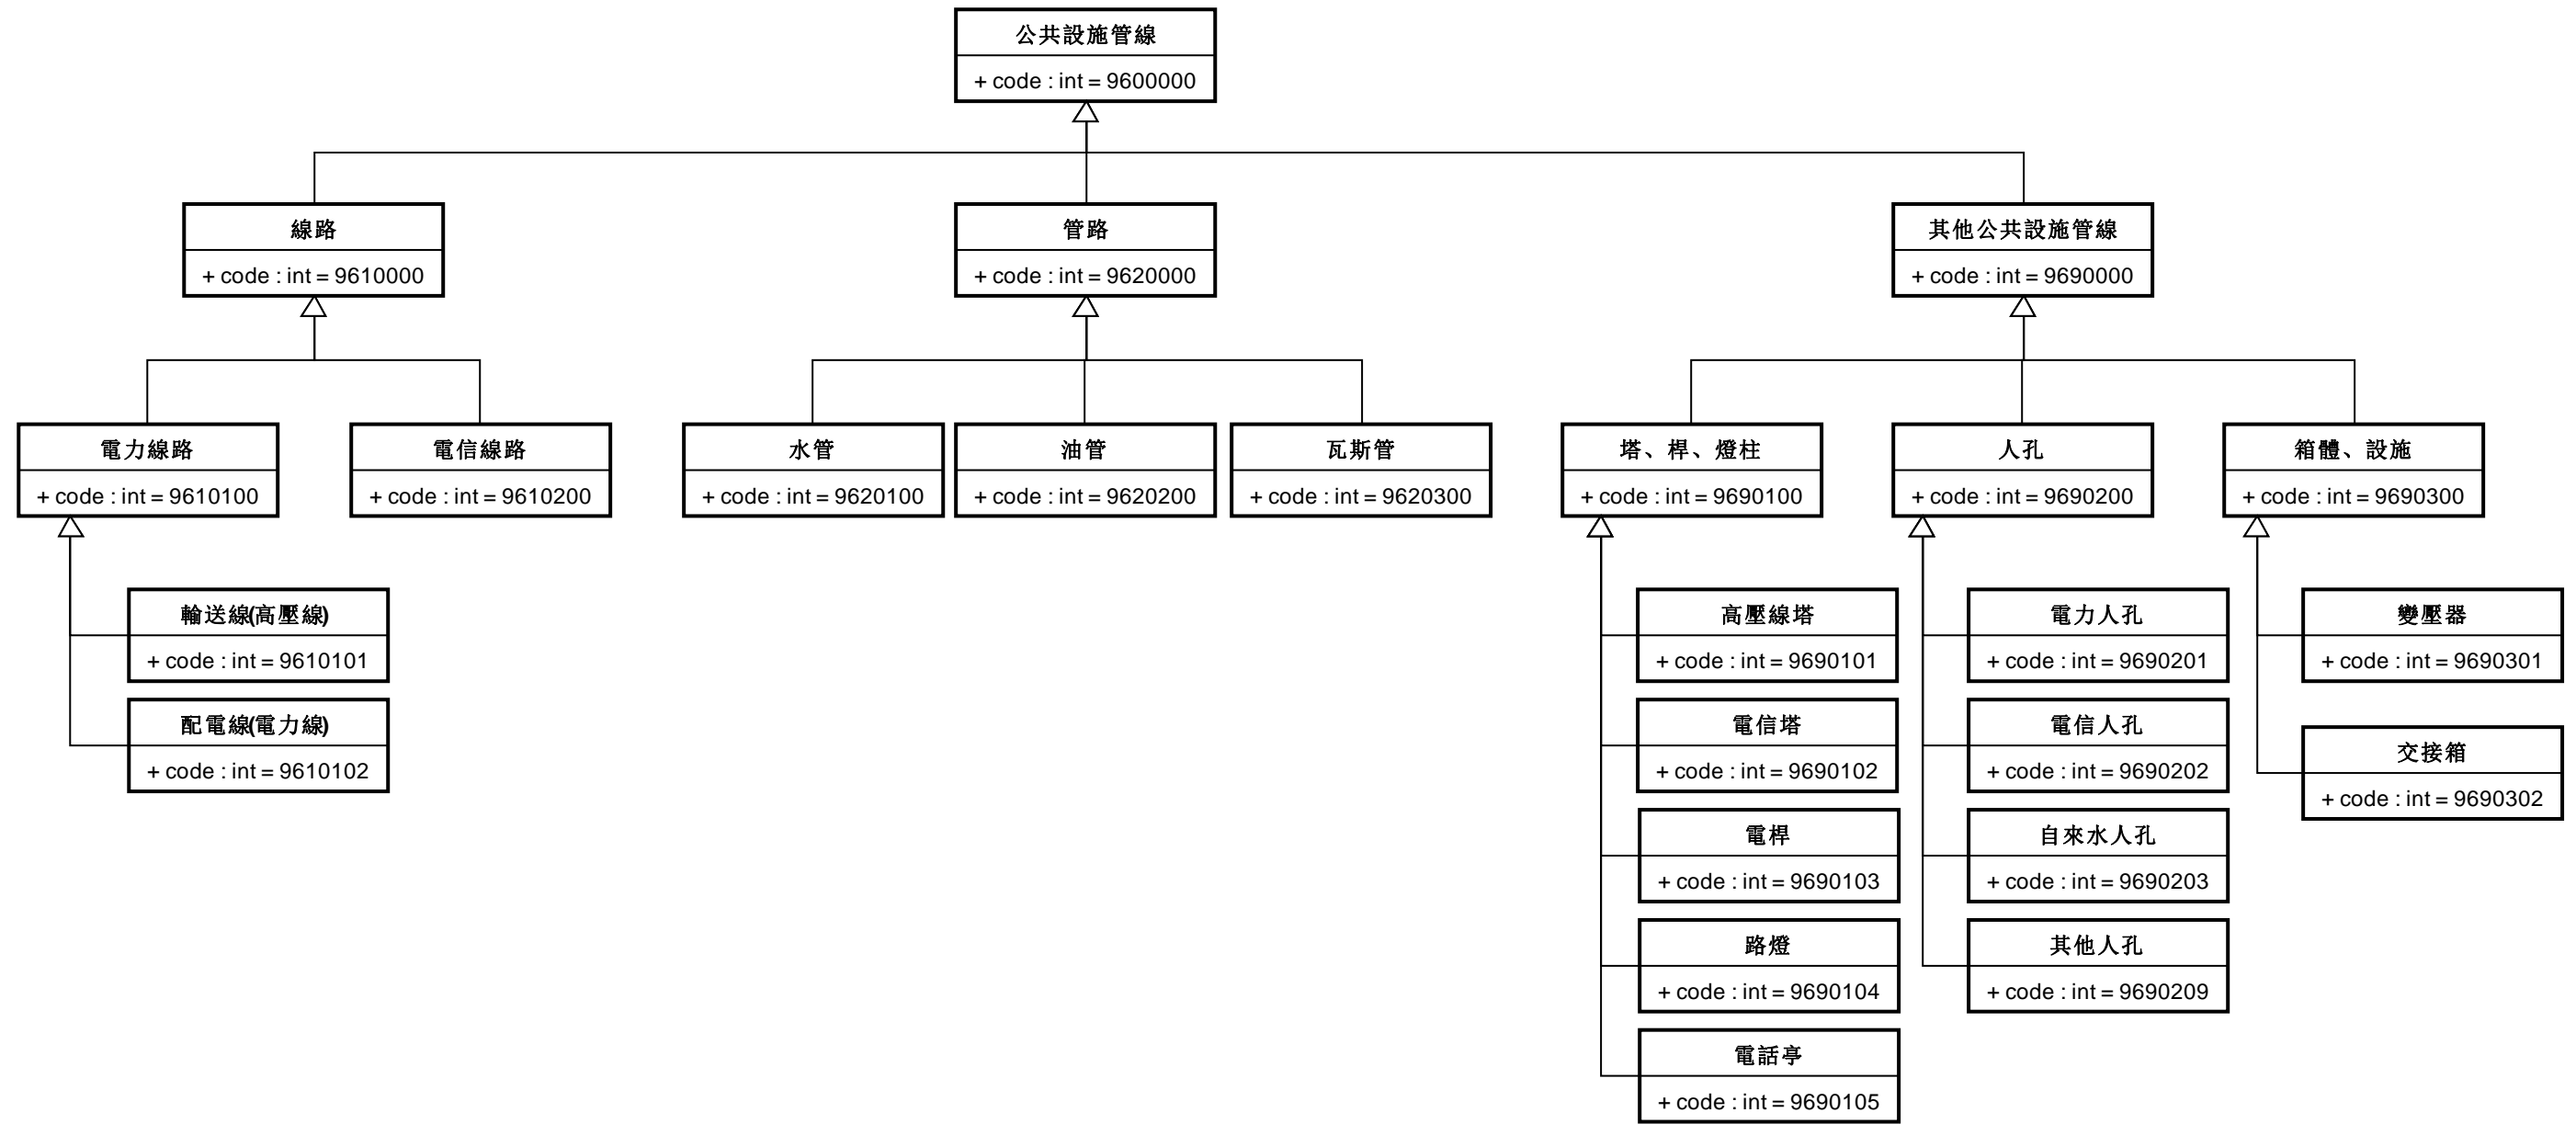 公共設施管線
+ code : int = 9600000
線路
+ code : int = 9610000
管路
+ code : int = 9620000
其他公共設施管線
+ code : int = 9690000
電力線路
+ code : int = 9610100
電信線路
+ code : int = 9610200
水管
+ code : int = 9620100
油管
+ code : int = 9620200
瓦斯管
+ code : int = 9620300
塔、桿、燈柱
+ code : int = 9690100
人孔
+ code : int = 9690200
箱體、設施
+ code : int = 9690300
輸送線(高壓線)
+ code : int = 9610101
配電線(電力線)
+ code : int = 9610102
高壓線塔
+ code : int = 9690101
電信塔
+ code : int = 9690102
電桿
+ code : int = 9690103
路燈
+ code : int = 9690104
電話亭
+ code : int = 9690105
電力人孔
+ code : int = 9690201
電信人孔
+ code : int = 9690202
自來水人孔
+ code : int = 9690203
其他人孔
+ code : int = 9690209
變壓器
+ code : int = 9690301
交接箱
+ code : int = 9690302